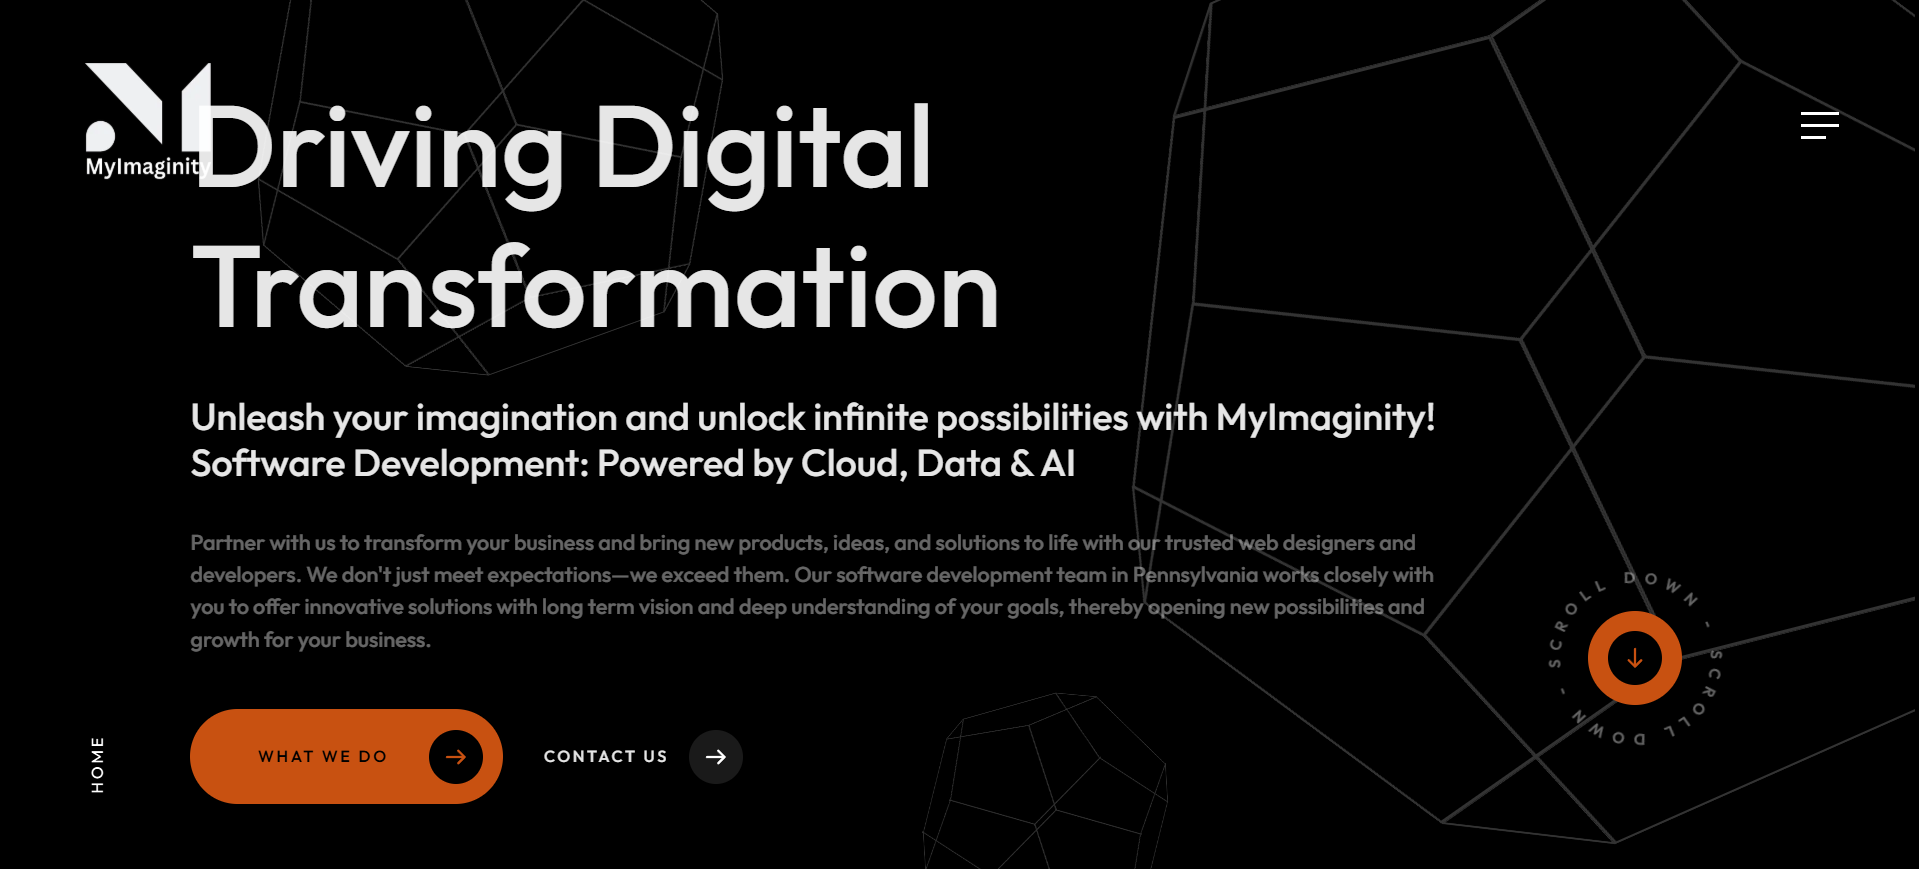 MyImaginity
Driving Digital
Transformation
Unleash your imagination and unlock infinite possibilities with MyImaginity!
Software Development: Powered by Cloud, Data & AI
Partner with us to transform your business and bring new products, ideas, and solutions to life with our trusted web designers and
developers. We don't just meet expectations—we exceed them. Our software development team in Pennsylvania works closely with
you to offer innovative solutions with long term vision and deep understanding of your goals, thereby opening new possibilities and
growth for your business.
SCROLL DOWN - SCROLL DOWN -
HOME
WHAT WE DO
CONTACT US